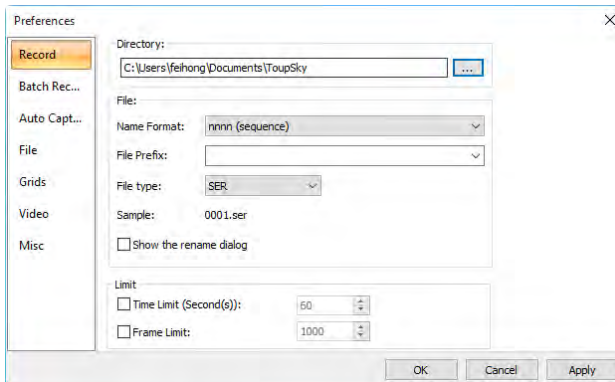 Preferences
Record
Batch Rec...
Auto Capt...
File
Grids
Video
Misc
Directory:
C:\Users\feihong\Documents\ToupSky
...
File:
Name Format: nnnn (sequence)
File Prefix:
File type: SER
Sample: 0001.ser
Show the rename dialog
Limit
Time Limit (Second(s)): 60
Frame Limit: 1000
OK Cancel Apply